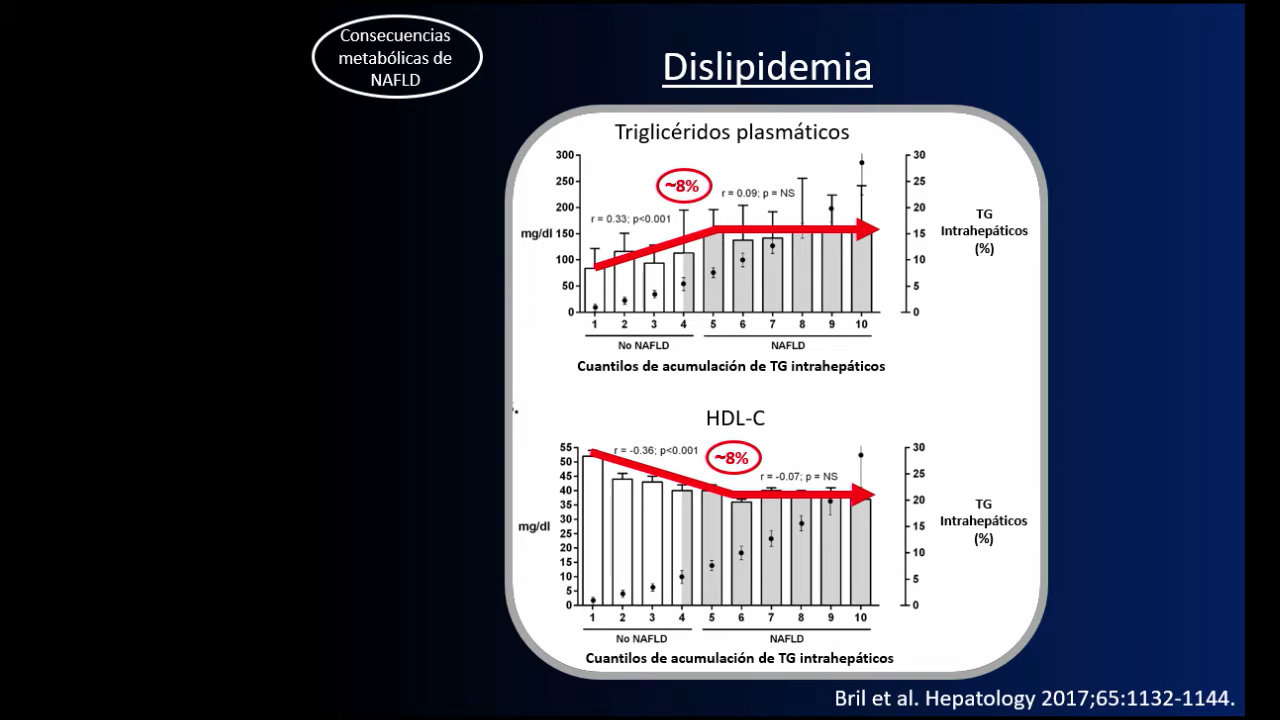 Consecuencias
metabólicas de
NAFLD
Dislipidemia
Triglicéridos plasmáticos
300
250
200
150
100
50
0
mg/dl
r = 0.33; p<0.001
~8%
r = 0.09; p = NS
30
25
20
15
10
5
0
TG
Intrahepáticos
(%)
1 2 3 4 5 6 7 8 9 10
No NAFLD NAFLD
Cuantilos de acumulación de TG intrahepáticos
HDL-C
55
50
45
40
35
30
25
20
15
10
5
0
mg/dl
r = -0.36; p<0.001
~8%
r = -0.07; p = NS
30
25
20
15
10
5
0
TG
Intrahepáticos
(%)
1 2 3 4 5 6 7 8 9 10
No NAFLD NAFLD
Cuantilos de acumulación de TG intrahepáticos
Bril et al. Hepatology 2017;65:1132-1144.